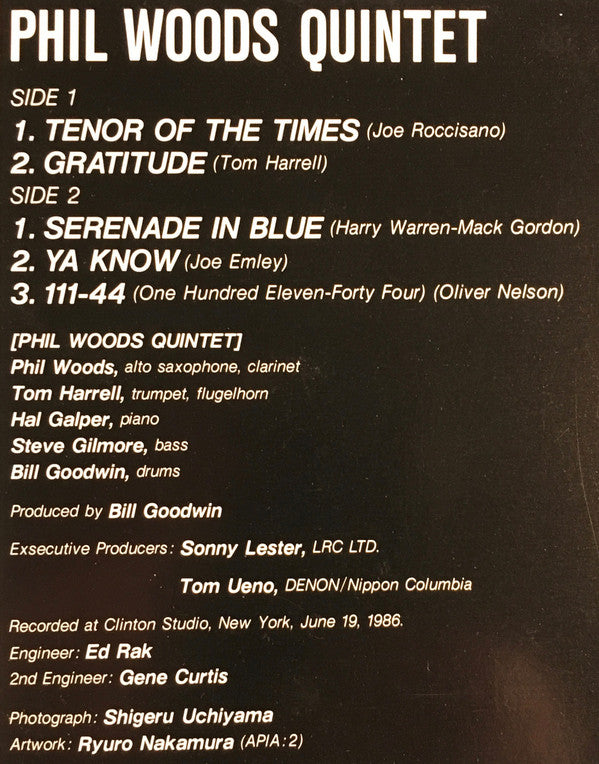 PHIL WOODS QUINTET
SIDE 1
1. TENOR OF THE TIMES (Joe Roccisano)
2. GRATITUDE (Tom Harrell)
SIDE 2
1. SERENADE IN BLUE (Harry Warren-Mack Gordon)
2. YA KNOW (Joe Emley)
3. 111-44 (One Hundred Eleven-Forty Four) (Oliver Nelson)
[PHIL WOODS QUINTET]
Phil Woods, alto saxophone, clarinet
Tom Harrell, trumpet, flugelhorn
Hal Galper, piano
Steve Gilmore, bass
Bill Goodwin, drums
Produced by Bill Goodwin
Exsecutive Producers: Sonny Lester, LRC LTD.
Tom Ueno, DENON/Nippon Columbia
Recorded at Clinton Studio, New York, June 19, 1986.
Engineer: Ed Rak
2nd Engineer: Gene Curtis
Photograph: Shigeru Uchiyama
Artwork: Ryuro Nakamura (APIA:2)